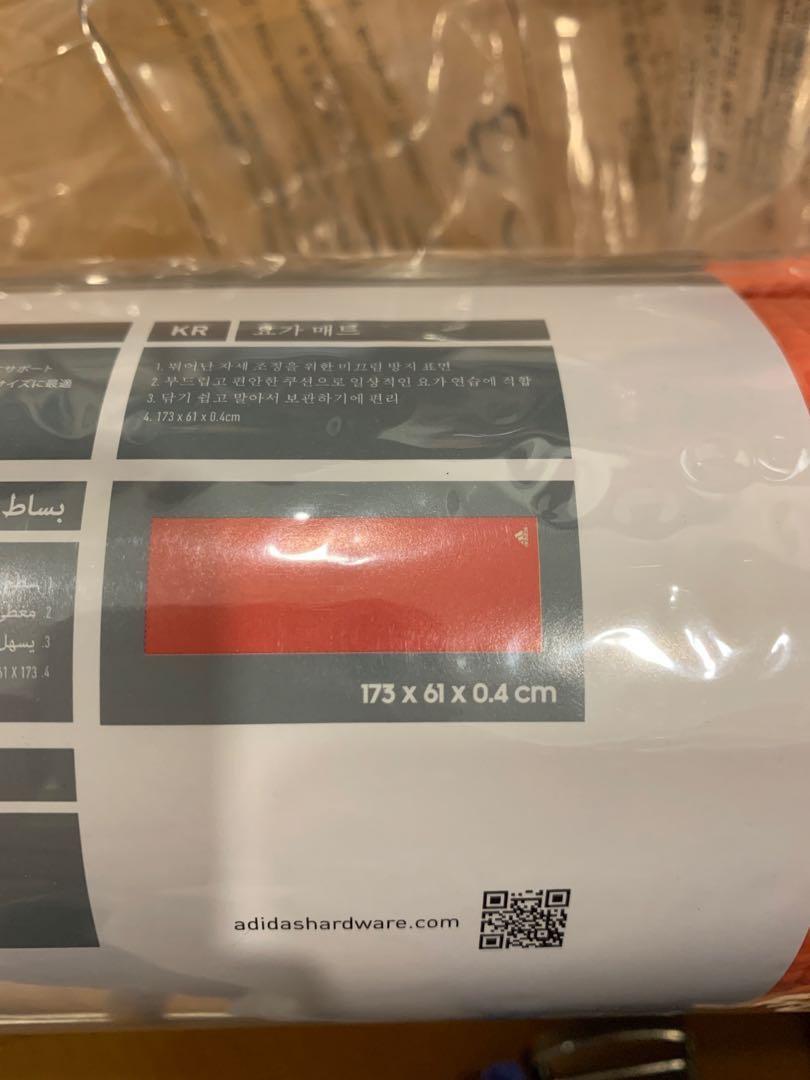 サポート
サイズに最適
KR 요가 매트
1. 뛰어난 자세 조정을 위한 미끄럼 방지 표면
2. 부드럽고 편안한 쿠션으로 일상적인 요가 연습에 적합
3. 닦기 쉽고 말아서 보관하기에 편리
4. 173 x 61 x 0.4cm
بساط
1. سطح
2. مغطى
3. يسهل
4. 173 X 61
173 x 61 x 0.4 cm
adidashardware.com